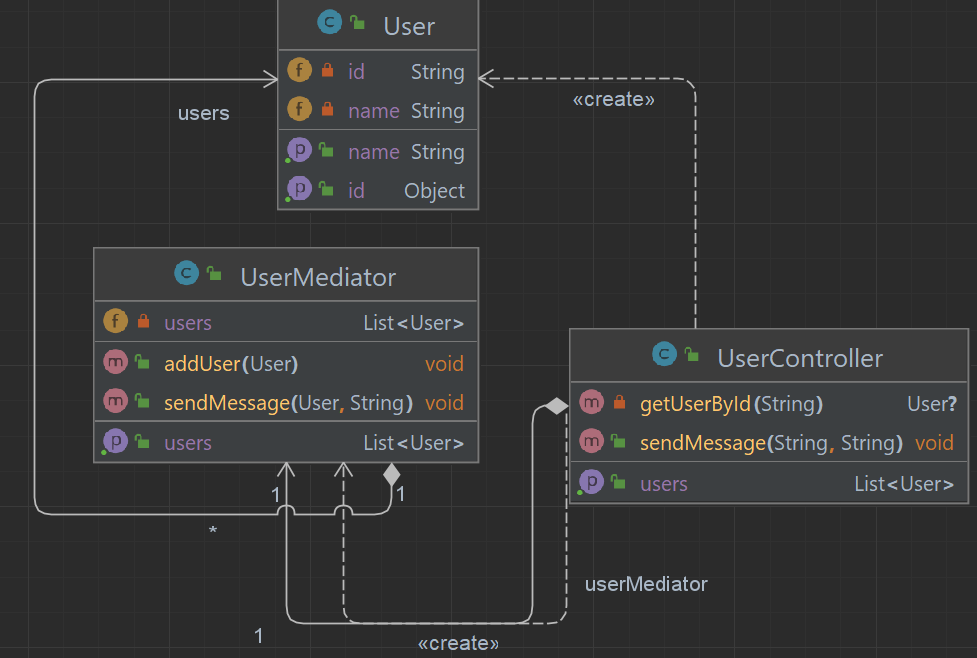 C User
f id String
f name String
p name String
p id Object
users
«create»
C UserMediator
f users List<User>
m addUser(User) void
m sendMessage(User, String) void
p users List<User>
C UserController
m getUserById(String) User?
m sendMessage(String, String) void
p users List<User>
1
1
*
userMediator
1
«create»